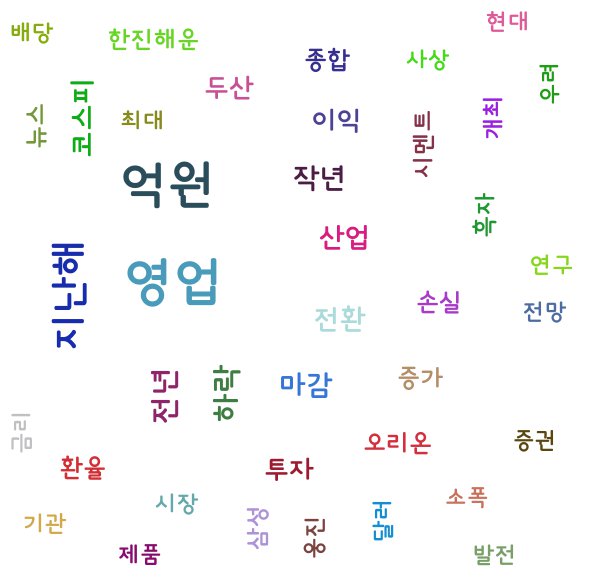 현대
배당
한진해운
종합
사상
우려
두산
뉴스
코스피
최대
이익
시멘트
개최
억원
작년
흑자
산업
지난해
영업
연구
전환
손실
전망
전년
하락
마감
증가
금리
환율
투자
오리온
증권
기관
시장
삼성
웅진
달러
소폭
제품
발전